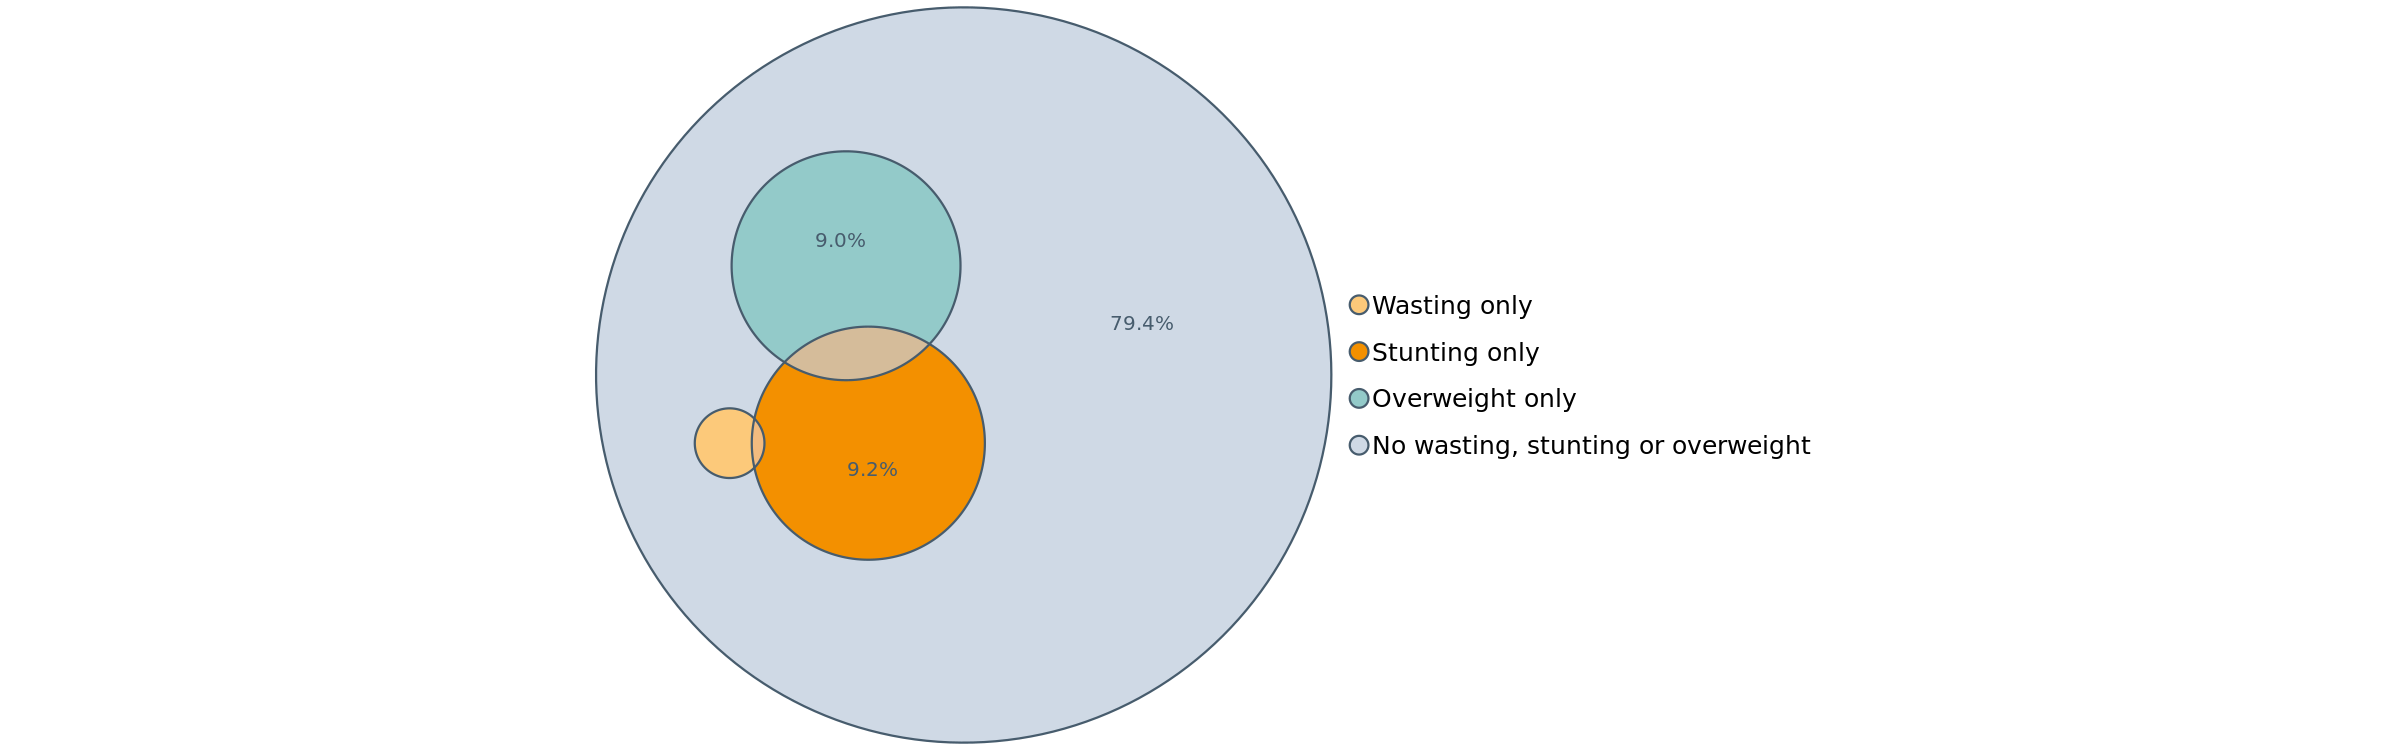 9.0%
79.4%
9.2%
Wasting only
Stunting only
Overweight only
No wasting, stunting or overweight